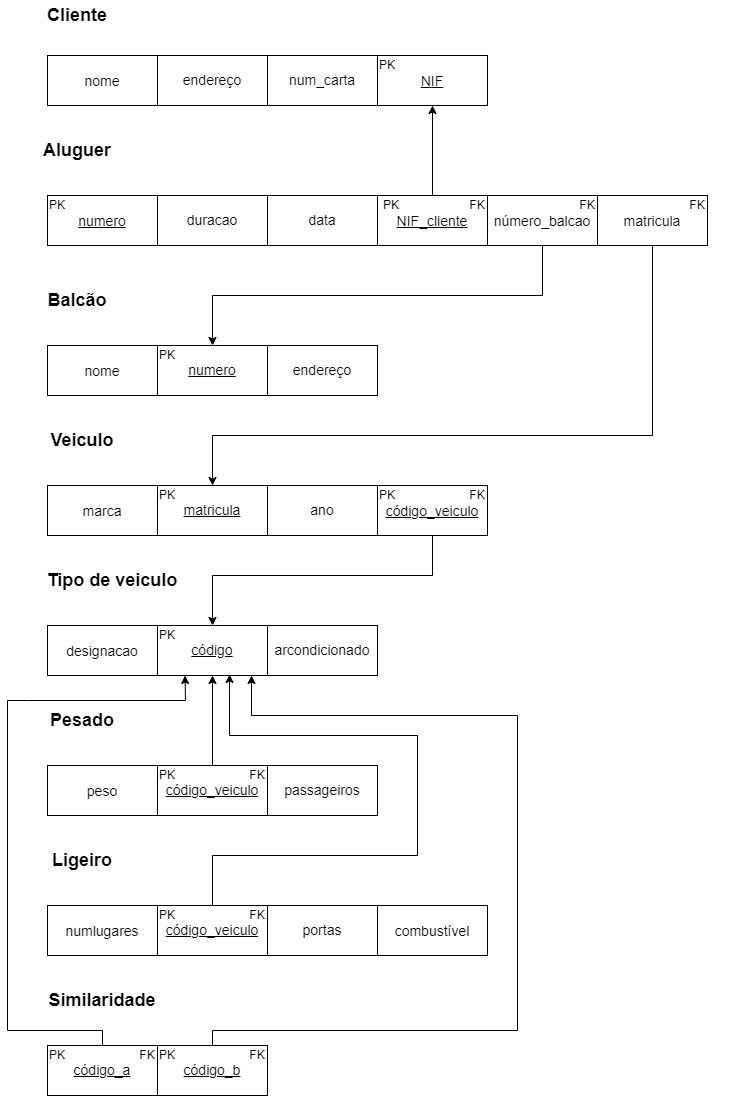 Cliente
nome endereço num_carta PK NIF
Aluguer
PK numero duracao data PK FK NIF_cliente FK número_balcao FK matricula
Balcão
nome PK numero endereço
Veiculo
marca PK matricula ano PK FK código_veiculo
Tipo de veiculo
designacao PK código arcondicionado
Pesado
peso PK FK código_veiculo passageiros
Ligeiro
numlugares PK FK código_veiculo portas combustível
Similaridade
PK FK código_a PK FK código_b